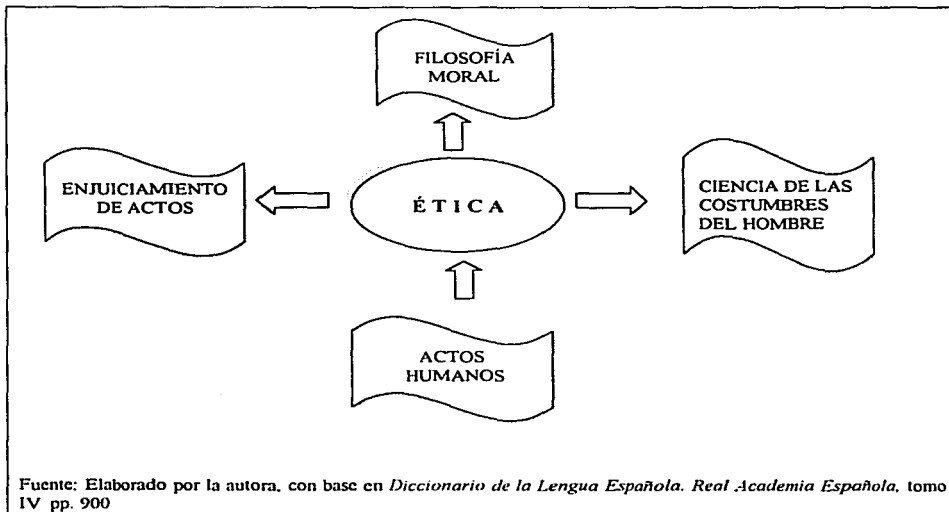 FILOSOFÍA
MORAL
ENJUICIAMIENTO
DE ACTOS
ÉTICA
CIENCIA DE LAS
COSTUMBRES
DEL HOMBRE
ACTOS
HUMANOS
Fuente: Elaborado por la autora, con base en Diccionario de la Lengua Española. Real Academia Española, tomo
IV pp. 900